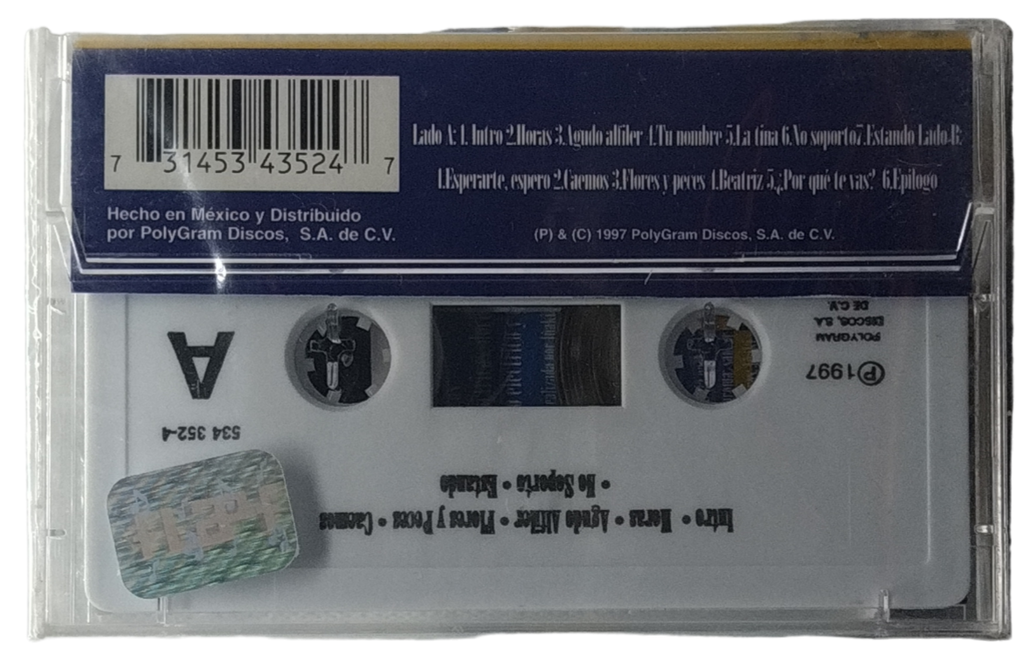 7 31453 43524 7
Lado A: 1. Intro 2.Horas 3.Agudo alfiler 4.Tu nombre 5.La tina 6.No soporto7.Estando Lado B:
1.Esperarte, espero 2.Caemos 3.Flores y peces 4.Beatriz 5.¿Por qué te vas? 6.Epílogo
Hecho en México y Distribuido
por PolyGram Discos, S.A. de C.V.
(P) & (C) 1997 PolyGram Discos, S.A. de C.V.
A
534 352-4
Ⓟ1997
POLYGRAM
DISCOS, S.A.
DE C.V.
Intro • Horas • Agudo Alfiler • Flores y Peces • Caemos
• No Soporto • Estando